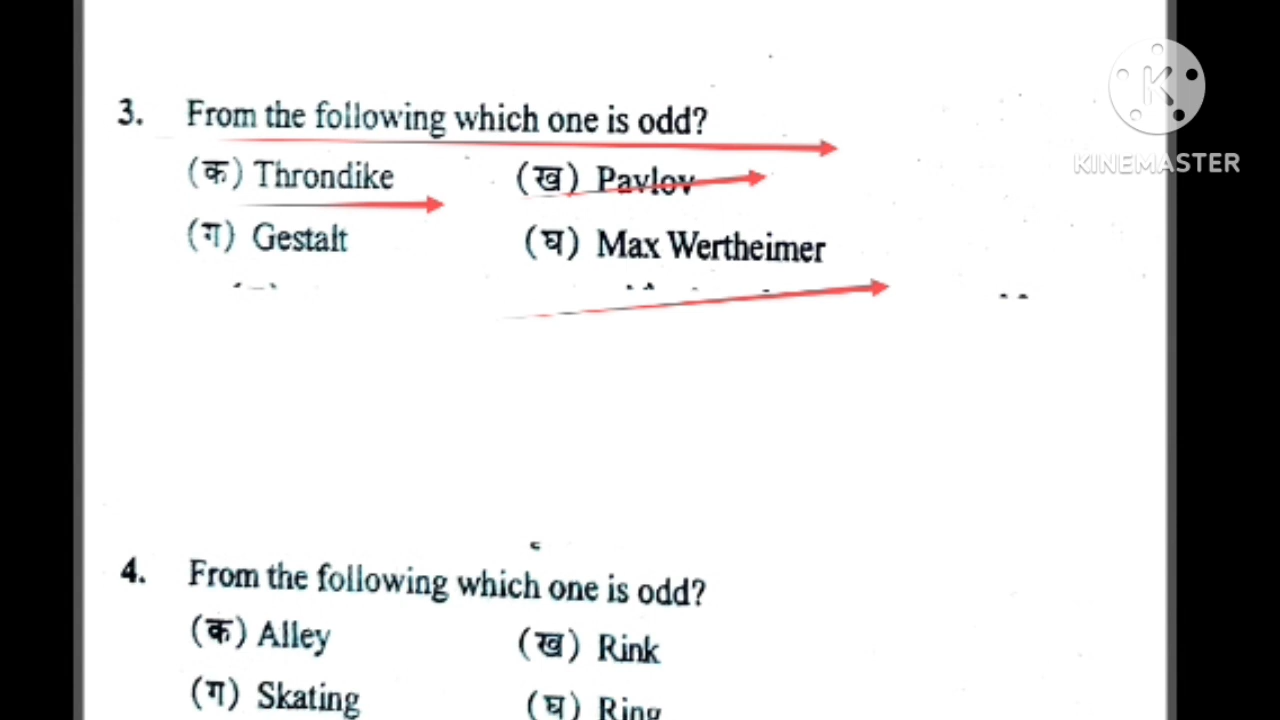 KINEMASTER
3. From the following which one is odd?
(क) Throndike (ख) Pavlov
(ग) Gestalt (घ) Max Wertheimer
4. From the following which one is odd?
(क) Alley (ख) Rink
(ग) Skating (घ) Ring